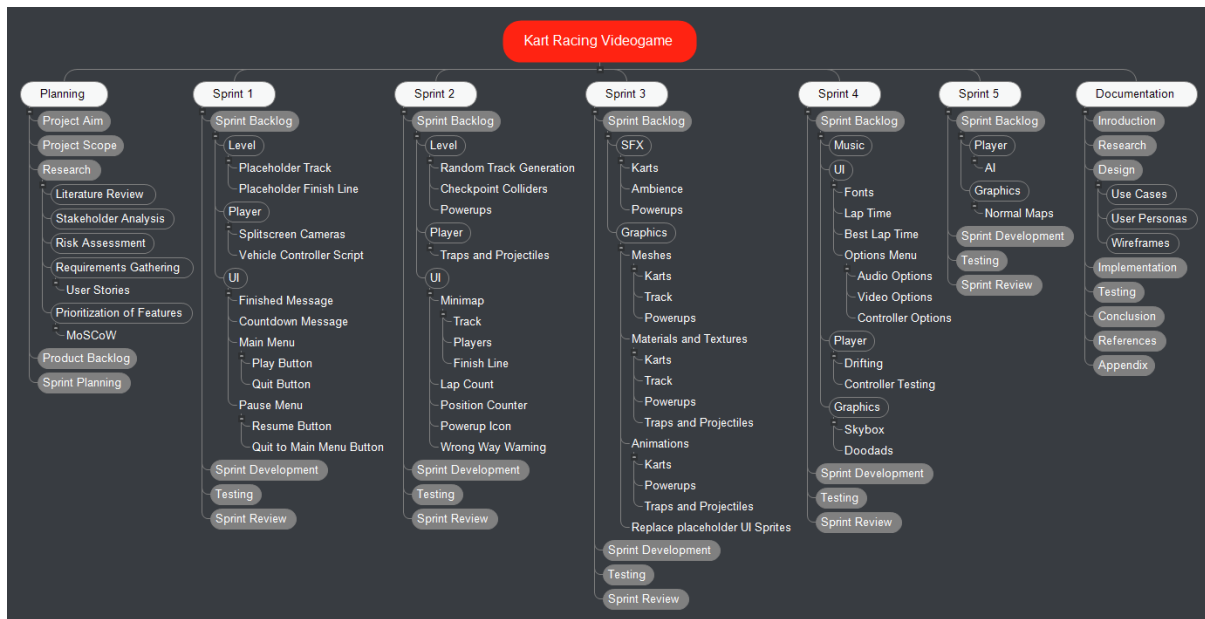 Kart Racing Videogame
Planning
Project Aim
Project Scope
Research
Literature Review
Stakeholder Analysis
Risk Assessment
Requirements Gathering
User Stories
Prioritization of Features
MoSCoW
Product Backlog
Sprint Planning
Sprint 1
Sprint Backlog
Level
Placeholder Track
Placeholder Finish Line
Player
Splitscreen Cameras
Vehicle Controller Script
UI
Finished Message
Countdown Message
Main Menu
Play Button
Quit Button
Pause Menu
Resume Button
Quit to Main Menu Button
Sprint Development
Testing
Sprint Review
Sprint 2
Sprint Backlog
Level
Random Track Generation
Checkpoint Colliders
Powerups
Player
Traps and Projectiles
UI
Minimap
Track
Players
Finish Line
Lap Count
Position Counter
Powerup Icon
Wrong Way Warning
Sprint Development
Testing
Sprint Review
Sprint 3
Sprint Backlog
SFX
Karts
Ambience
Powerups
Graphics
Meshes
Karts
Track
Powerups
Materials and Textures
Karts
Track
Powerups
Traps and Projectiles
Animations
Karts
Powerups
Traps and Projectiles
Replace placeholder UI Sprites
Sprint Development
Testing
Sprint Review
Sprint 4
Sprint Backlog
Music
UI
Fonts
Lap Time
Best Lap Time
Options Menu
Audio Options
Video Options
Controller Options
Player
Drifting
Controller Testing
Graphics
Skybox
Doodads
Sprint Development
Testing
Sprint Review
Sprint 5
Sprint Backlog
Player
AI
Graphics
Normal Maps
Sprint Development
Testing
Sprint Review
Documentation
Inroduction
Research
Design
Use Cases
User Personas
Wireframes
Implementation
Testing
Conclusion
References
Appendix